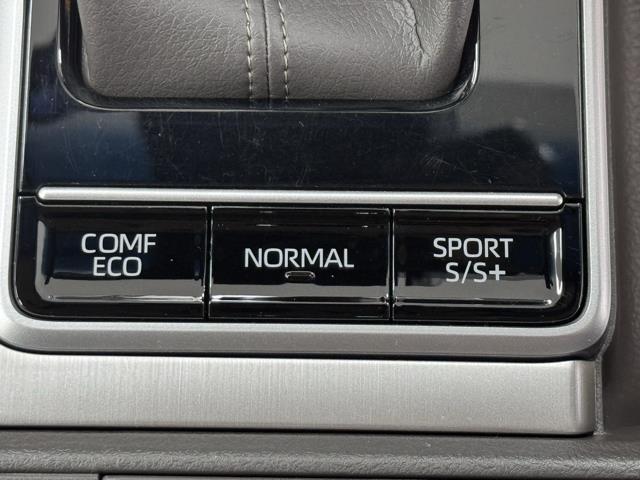 COMF
ECO
NORMAL
SPORT
S/S+